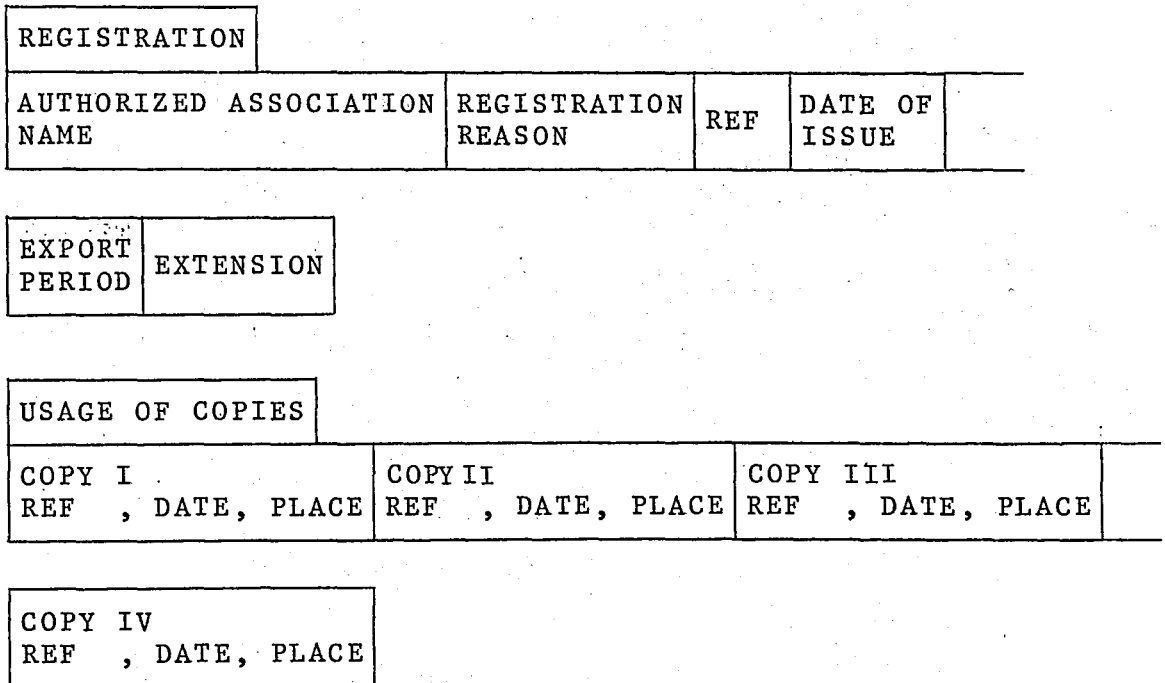 REGISTRATION
AUTHORIZED ASSOCIATION NAME
REGISTRATION REASON
REF
DATE OF ISSUE
EXPORT PERIOD
EXTENSION
USAGE OF COPIES
COPY I
REF , DATE, PLACE
COPY II
REF , DATE, PLACE
COPY III
REF , DATE, PLACE
COPY IV
REF , DATE, PLACE